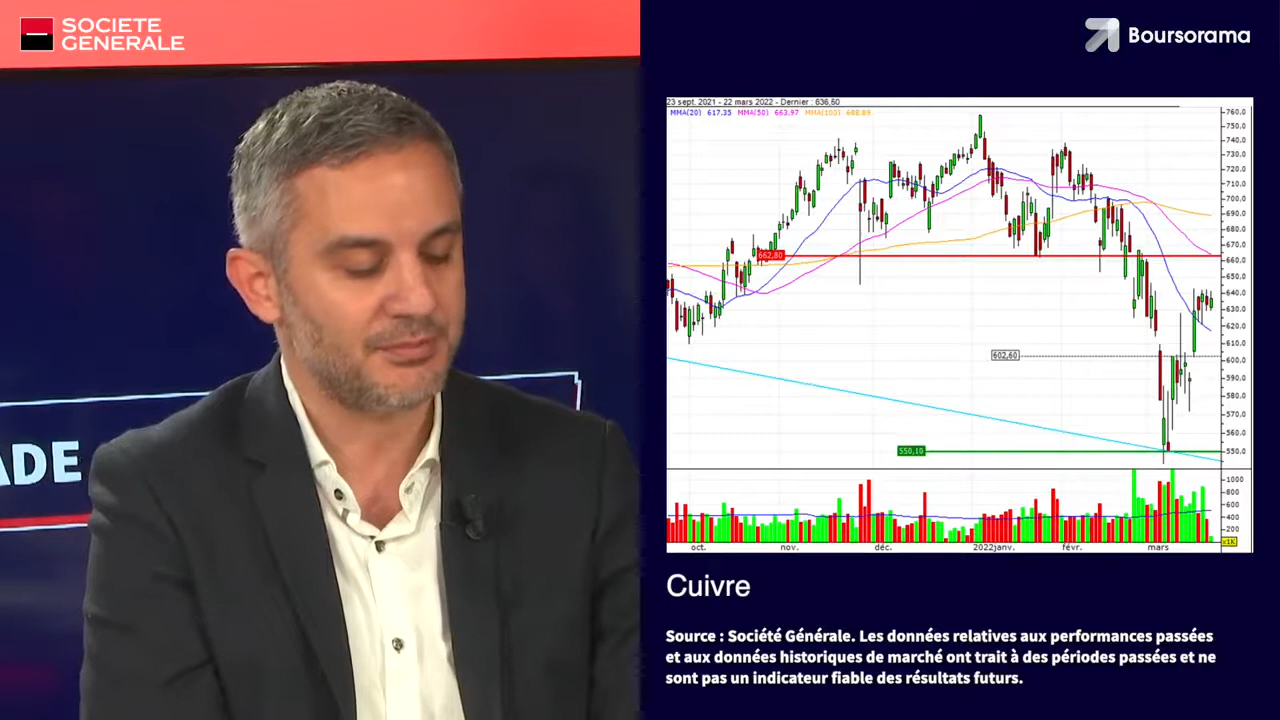 SOCIETE
GENERALE
ADE
Boursorama
23 sept. 2021 - 22 mars 2022 - Dernier : 636,50
MMA(20) 617.35 MMA(50) 663.97 MMA(100) 688.89
760.0
750.0
740.0
730.0
720.0
710.0
700.0
690.0
680.0
670.0
660.0
650.0
640.0
630.0
620.0
610.0
600.0
590.0
580.0
570.0
560.0
550.0
662,80
602,60
550,10
1000
800
600
400
200
x1K
oct. nov. déc. 2022janv. févr. mars
Cuivre
Source : Société Générale. Les données relatives aux performances passées
et aux données historiques de marché ont trait à des périodes passées et ne
sont pas un indicateur fiable des résultats futurs.